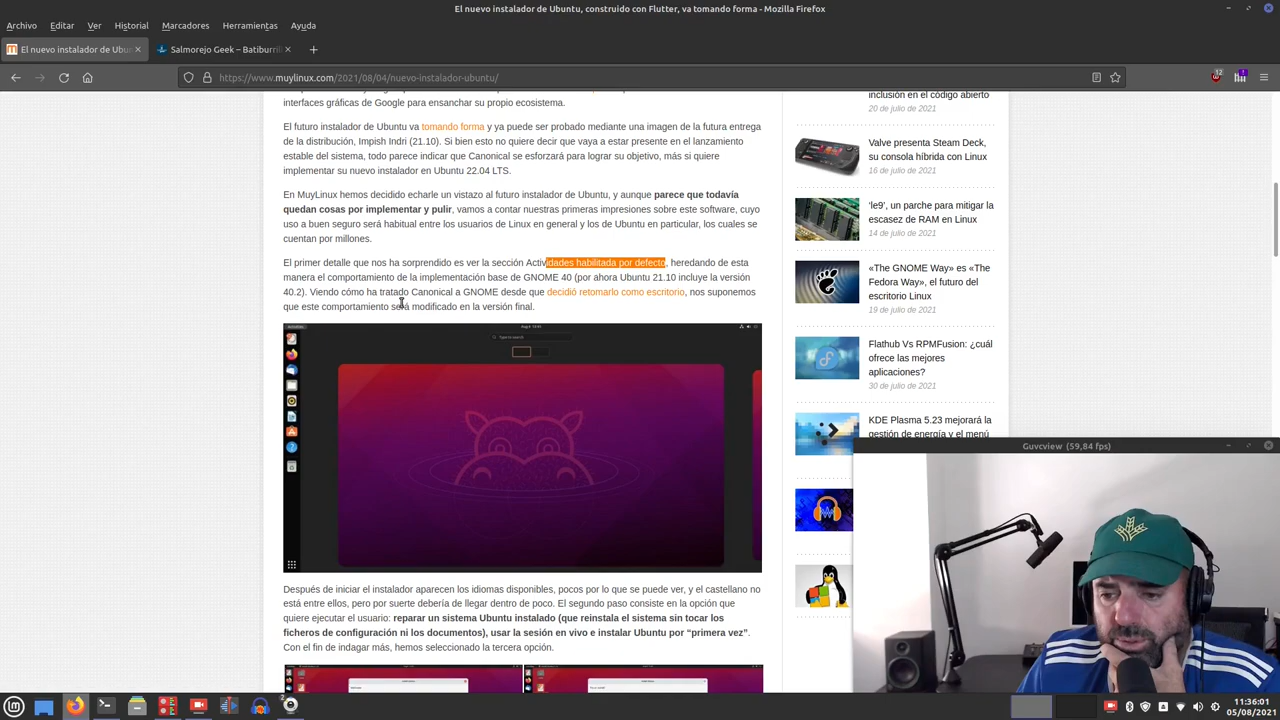 El nuevo instalador de Ubuntu, construido con Flutter, va tomando forma - Mozilla Firefox
Archivo Editar Ver Historial Marcadores Herramientas Ayuda
El nuevo instalador de Ubun
Salmorejo Geek – Batiburri
https://www.muylinux.com/2021/08/04/nuevo-instalador-ubuntu/
12
interfaces gráficas de Google para ensanchar su propio ecosistema.
El futuro instalador de Ubuntu va tomando forma y ya puede ser probado mediante una imagen de la futura entrega
de la distribución, Impish Indri (21.10). Si bien esto no quiere decir que vaya a estar presente en el lanzamiento
estable del sistema, todo parece indicar que Canonical se esforzará para lograr su objetivo, más si quiere
implementar su nuevo instalador en Ubuntu 22.04 LTS.
En MuyLinux hemos decidido echarle un vistazo al futuro instalador de Ubuntu, y aunque parece que todavía
quedan cosas por implementar y pulir, vamos a contar nuestras primeras impresiones sobre este software, cuyo
uso a buen seguro será habitual entre los usuarios de Linux en general y los de Ubuntu en particular, los cuales se
cuentan por millones.
El primer detalle que nos ha sorprendido es ver la sección Actividades habilitada por defecto, heredando de esta
manera el comportamiento de la implementación base de GNOME 40 (por ahora Ubuntu 21.10 incluye la versión
40.2). Viendo cómo ha tratado Canonical a GNOME desde que decidió retomarlo como escritorio, nos suponemos
que este comportamiento será modificado en la versión final.
Type to search
Después de iniciar el instalador aparecen los idiomas disponibles, pocos por lo que se puede ver, y el castellano no
está entre ellos, pero por suerte debería de llegar dentro de poco. El segundo paso consiste en la opción que
quiere ejecutar el usuario: reparar un sistema Ubuntu instalado (que reinstala el sistema sin tocar los
ficheros de configuración ni los documentos), usar la sesión en vivo e instalar Ubuntu por “primera vez”.
Con el fin de indagar más, hemos seleccionado la tercera opción.
inclusión en el código abierto
20 de julio de 2021
Valve presenta Steam Deck,
su consola híbrida con Linux
16 de julio de 2021
‘le9’, un parche para mitigar la
escasez de RAM en Linux
14 de julio de 2021
«The GNOME Way» es «The
Fedora Way», el futuro del
escritorio Linux
19 de julio de 2021
Flathub Vs RPMFusion: ¿cuál
ofrece las mejores
aplicaciones?
30 de julio de 2021
KDE Plasma 5.23 mejorará la
gestión de energía y el menú
Guvcview (59,84 fps)
2
11:36:01
05/08/2021